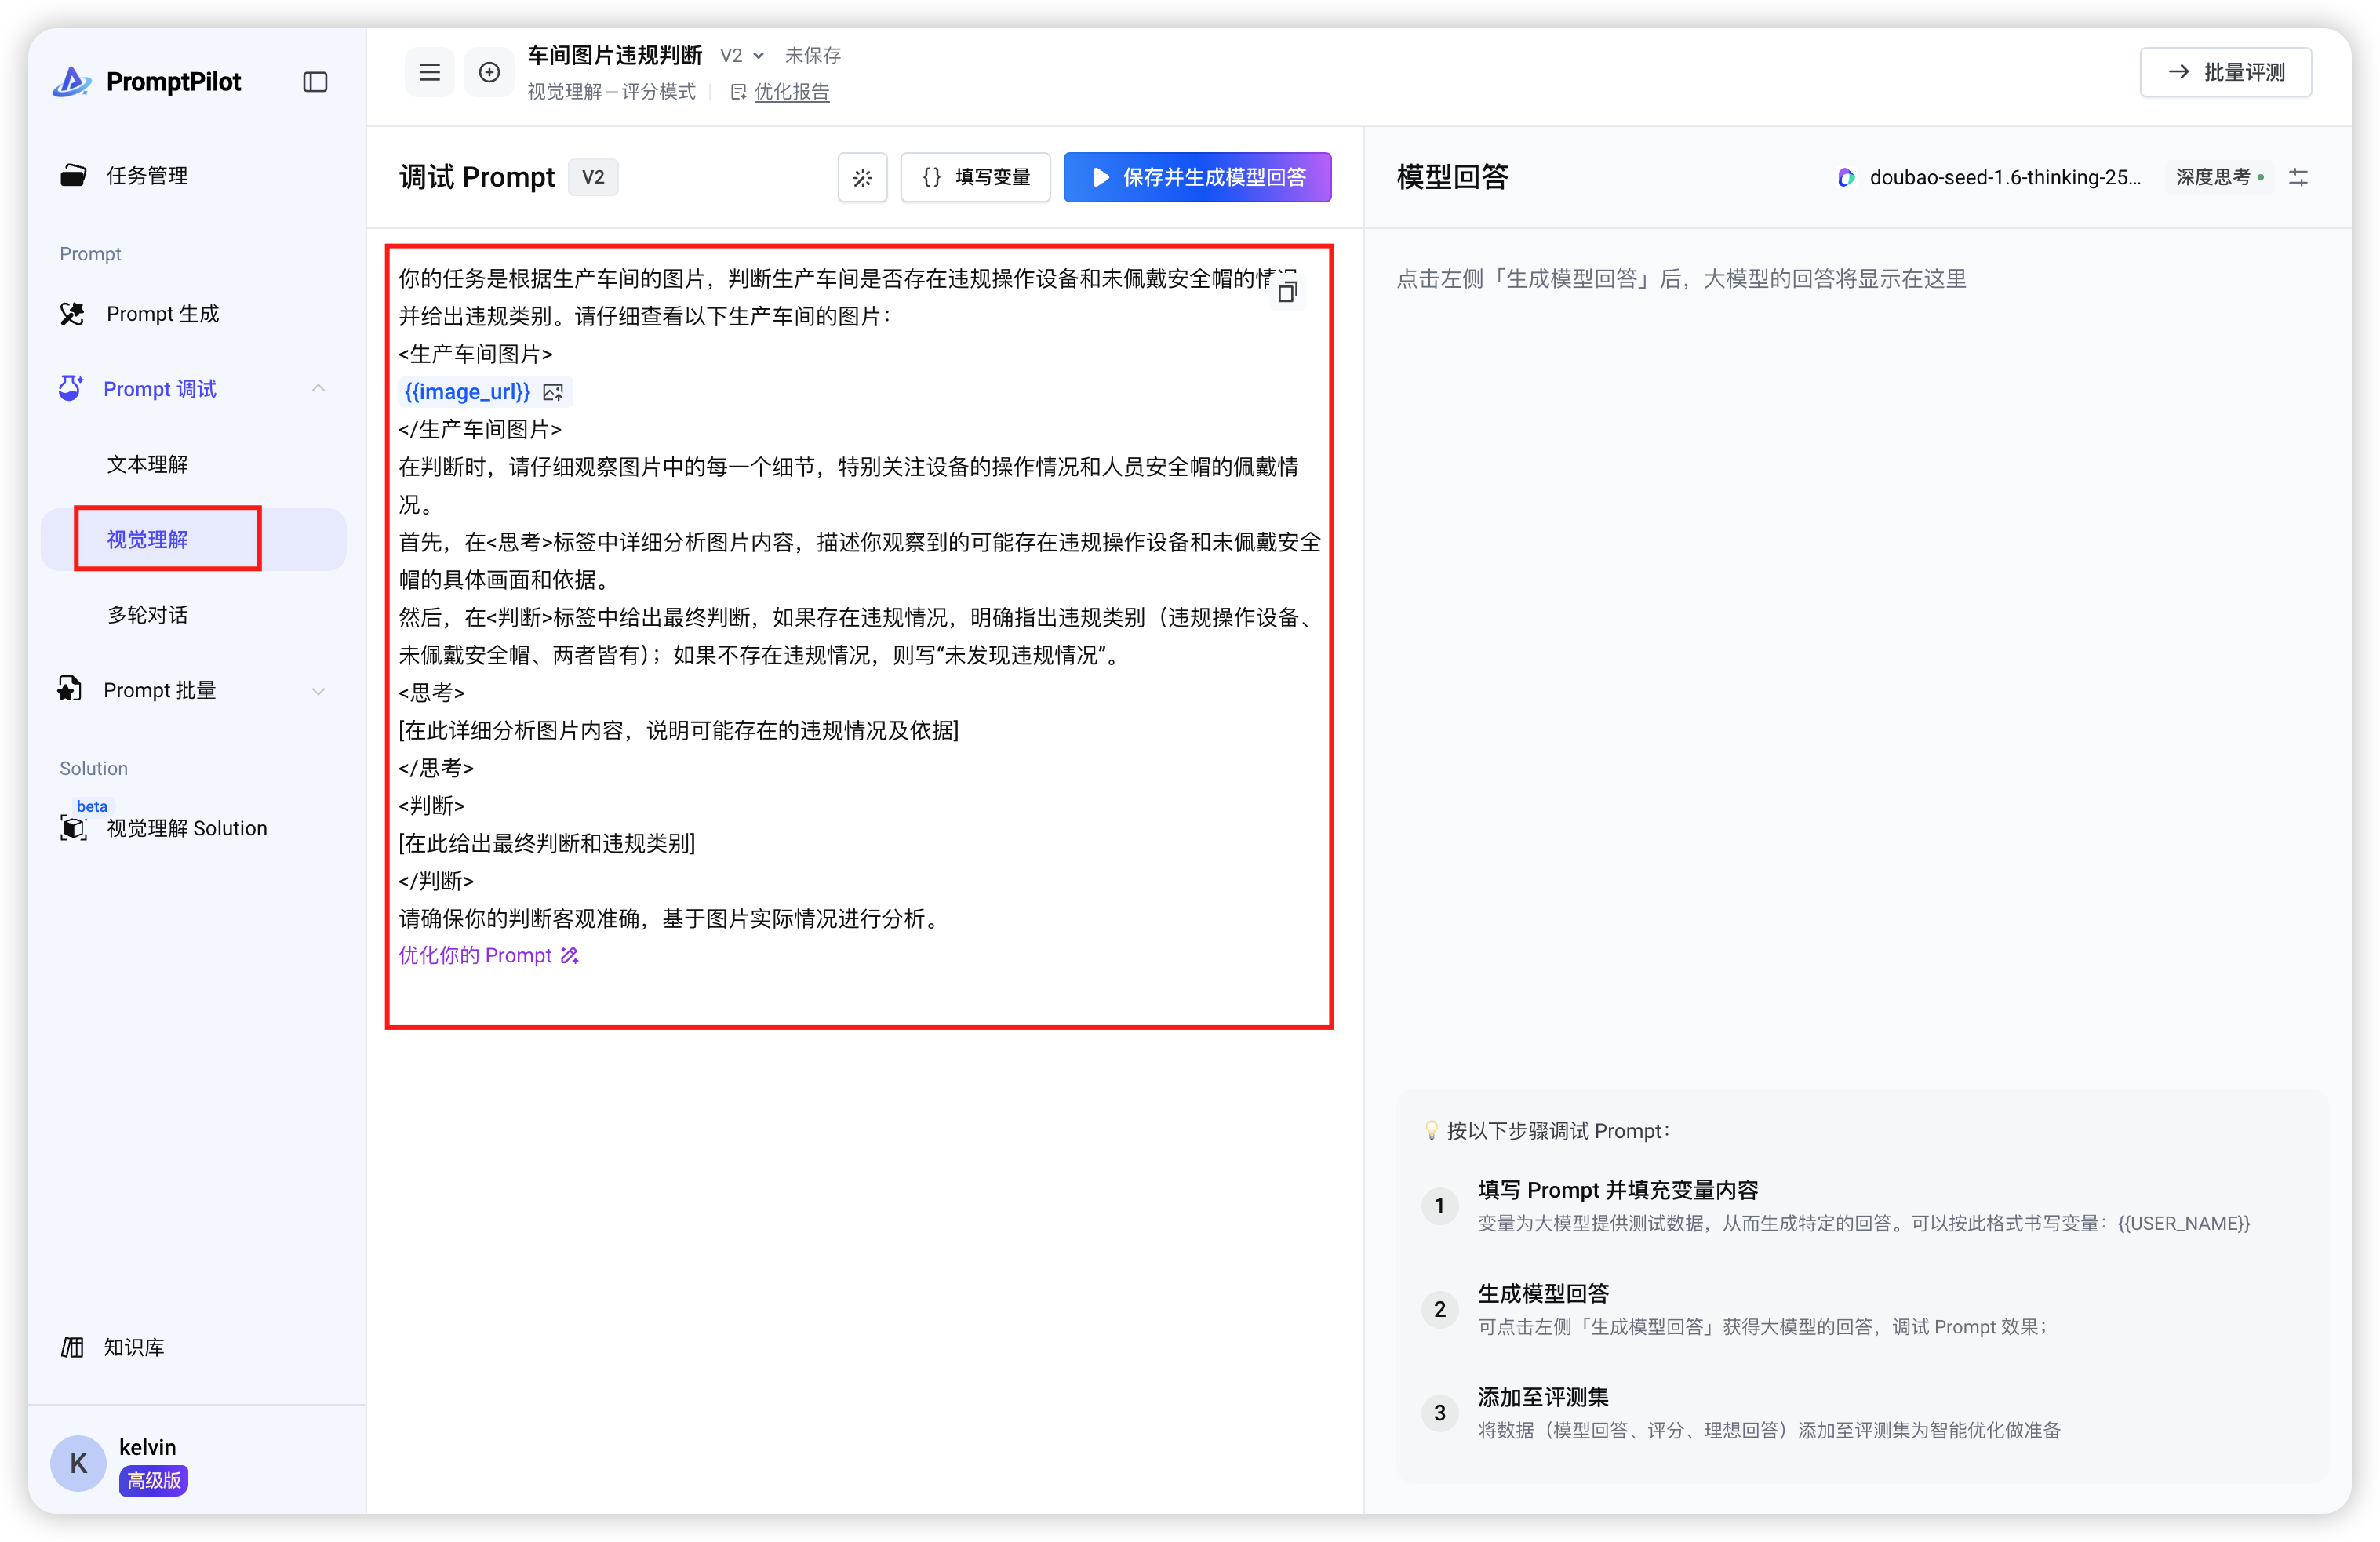 PromptPilot
任务管理
Prompt
Prompt 生成
Prompt 调试
文本理解
视觉理解
多轮对话
Prompt 批量
Solution
beta
视觉理解 Solution
知识库
K
kelvin
高级版
车间图片违规判断 V2 未保存
视觉理解—评分模式 优化报告
批量评测
调试 Prompt V2
{} 填写变量
保存并生成模型回答
你的任务是根据生产车间的图片，判断生产车间是否存在违规操作设备和未佩戴安全帽的情
并给出违规类别。请仔细查看以下生产车间的图片：
<生产车间图片>
{{image_url}}
</生产车间图片>
在判断时，请仔细观察图片中的每一个细节，特别关注设备的操作情况和人员安全帽的佩戴情
况。
首先，在<思考>标签中详细分析图片内容，描述你观察到的可能存在违规操作设备和未佩戴安全
帽的具体画面和依据。
然后，在<判断>标签中给出最终判断，如果存在违规情况，明确指出违规类别（违规操作设备、
未佩戴安全帽、两者皆有）；如果不存在违规情况，则写“未发现违规情况”。
<思考>
[在此详细分析图片内容，说明可能存在的违规情况及依据]
</思考>
<判断>
[在此给出最终判断和违规类别]
</判断>
请确保你的判断客观准确，基于图片实际情况进行分析。
优化你的 Prompt
模型回答
doubao-seed-1.6-thinking-25...
深度思考
点击左侧「生成模型回答」后，大模型的回答将显示在这里
按以下步骤调试 Prompt：
1
填写 Prompt 并填充变量内容
变量为大模型提供测试数据，从而生成特定的回答。可以按此格式书写变量：{{USER_NAME}}
2
生成模型回答
可点击左侧「生成模型回答」获得大模型的回答，调试 Prompt 效果；
3
添加至评测集
将数据（模型回答、评分、理想回答）添加至评测集为智能优化做准备